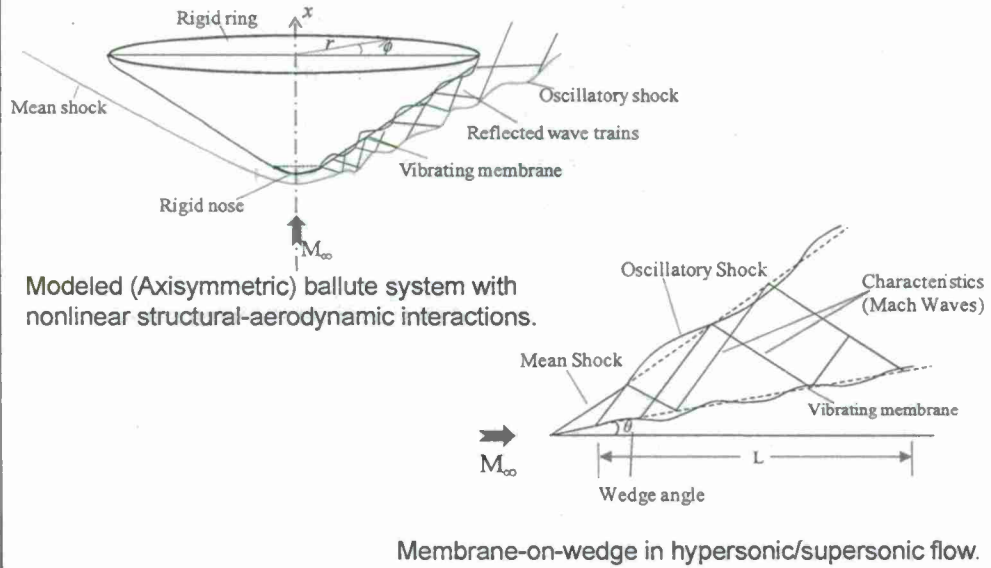 x
Rigid ring
r
ϕ
Mean shock
Oscillatory shock
Reflected wave trains
Vibrating membrane
Rigid nose
M∞
Modeled (Axisymmetric) ballute system with
nonlinear structural-aerodynamic interactions.
Oscillatory Shock
Characteristics
(Mach Waves)
Mean Shock
Vibrating membrane
θ
M∞
L
Wedge angle
Membrane-on-wedge in hypersonic/supersonic flow.